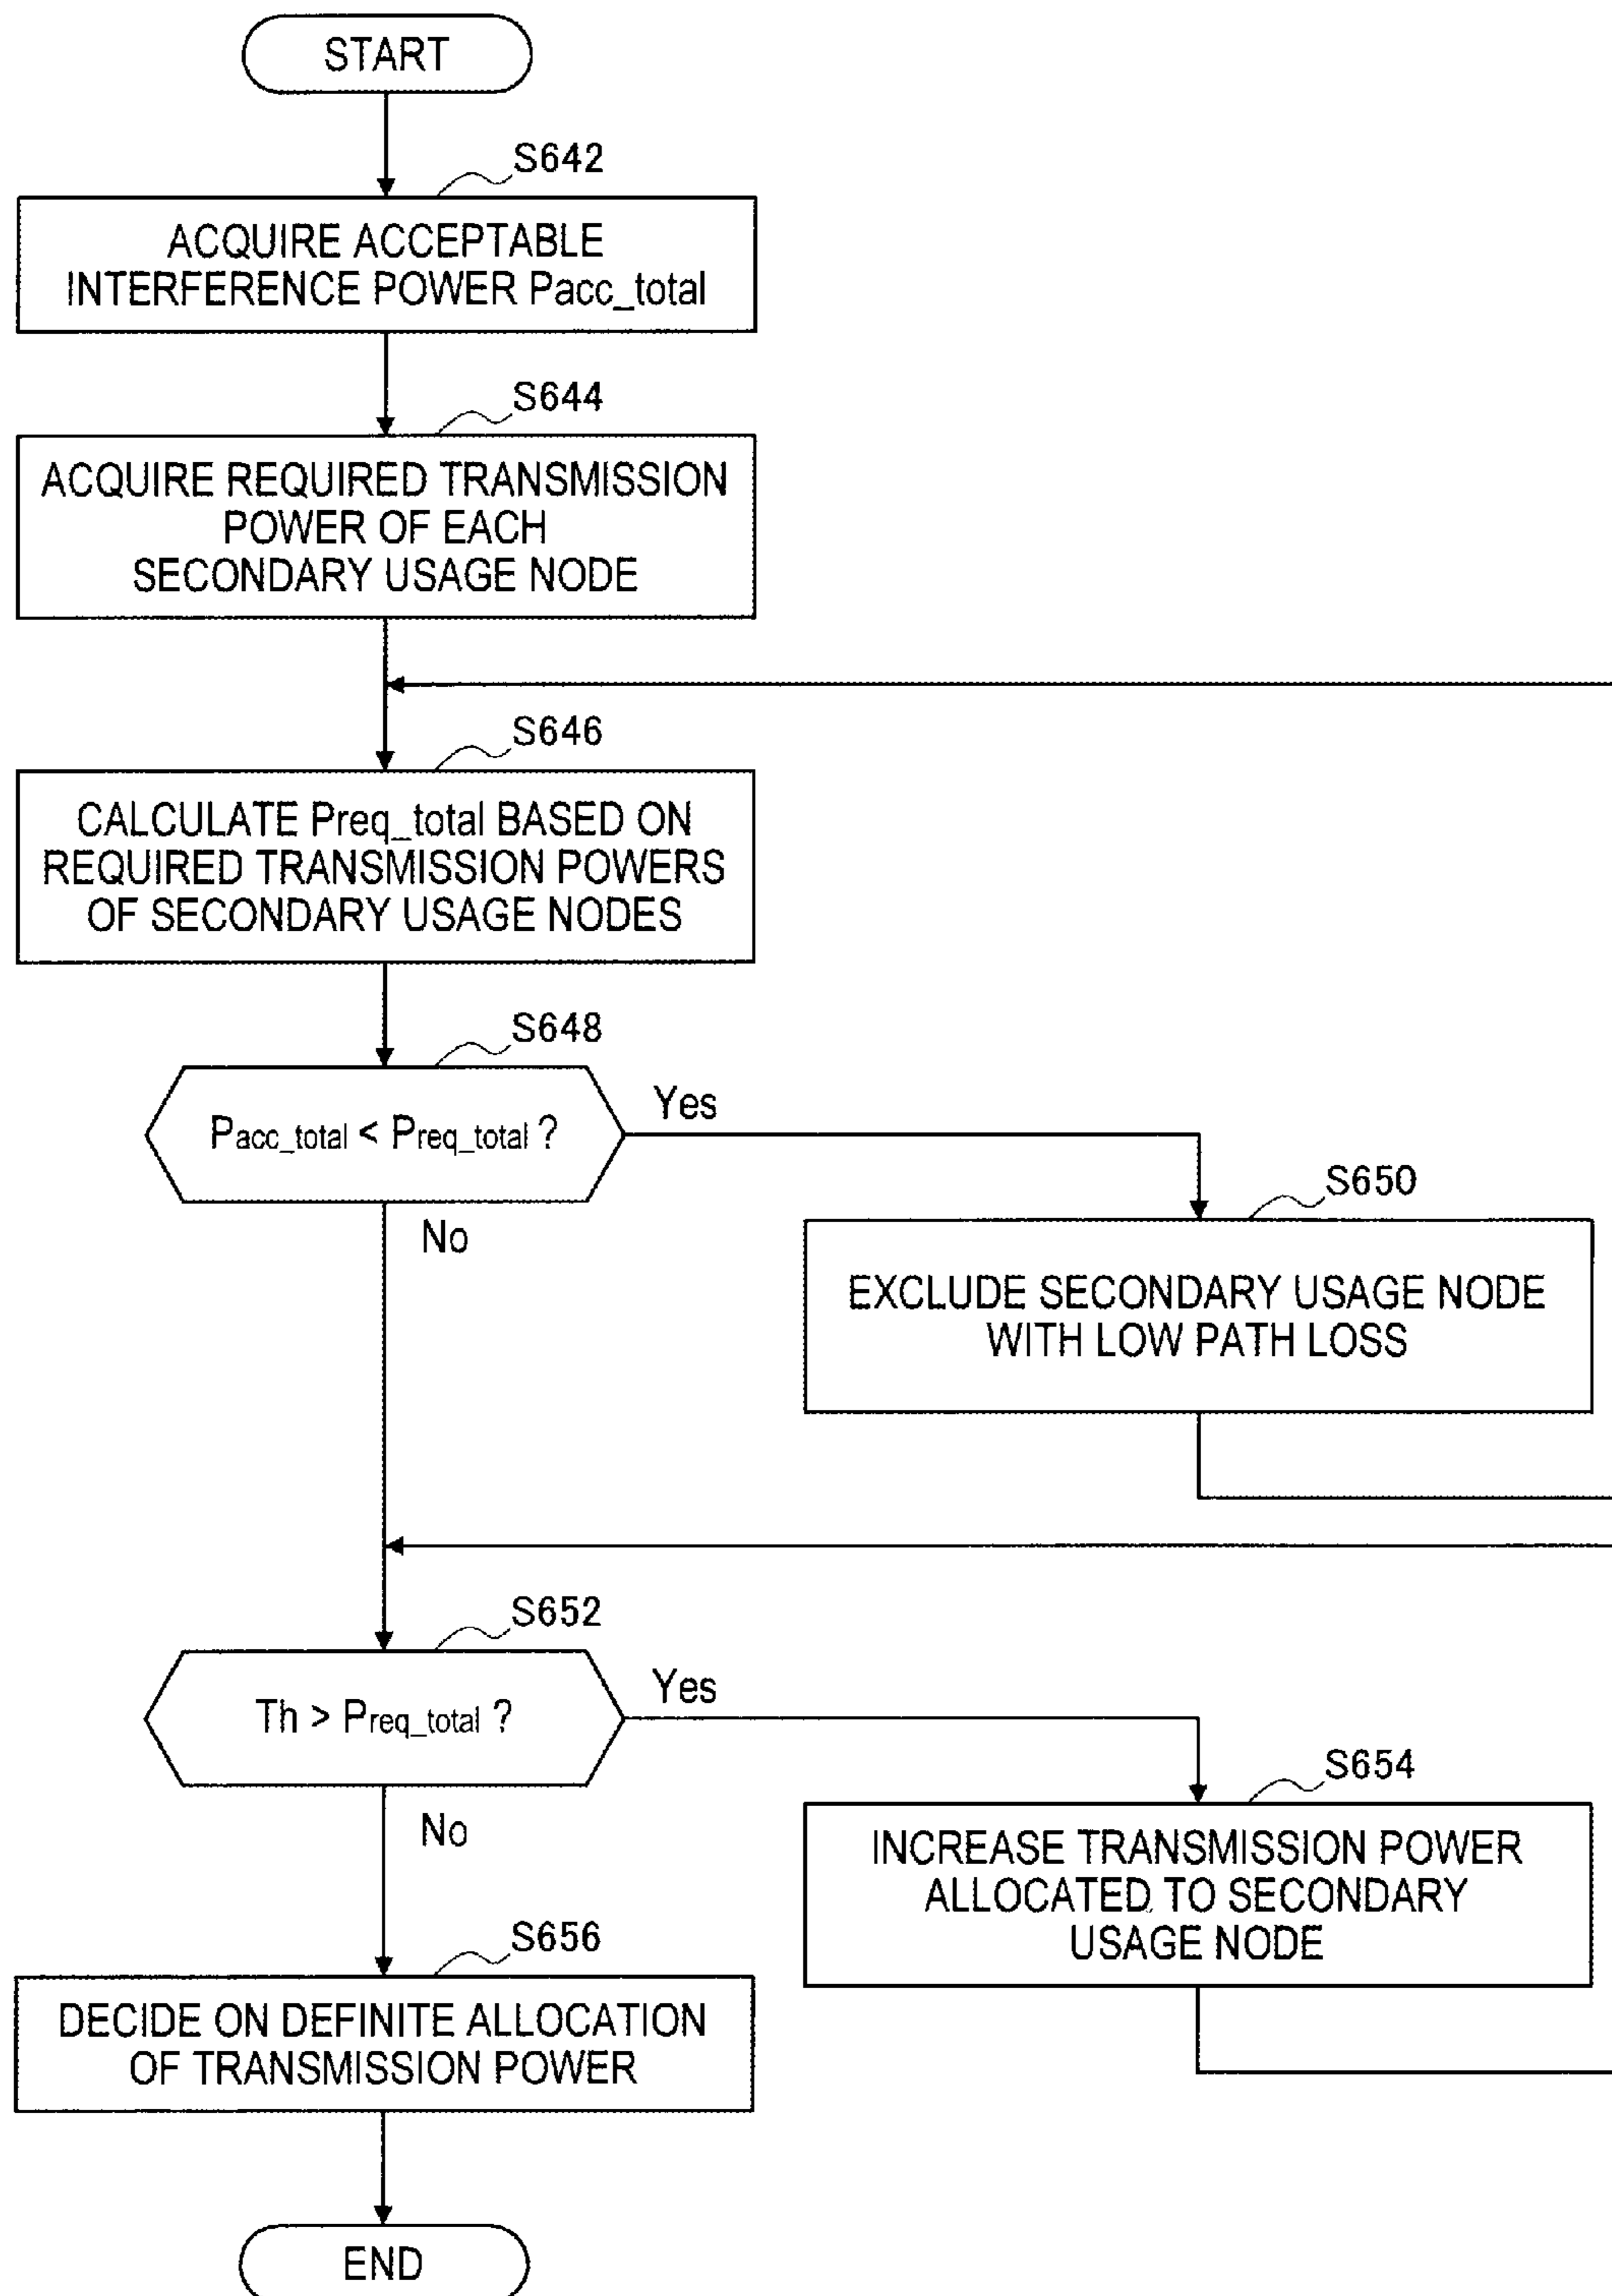 START
S642
ACQUIRE ACCEPTABLE
INTERFERENCE POWER Pacc_total
S644
ACQUIRE REQUIRED TRANSMISSION
POWER OF EACH
SECONDARY USAGE NODE
S646
CALCULATE Preq_total BASED ON
REQUIRED TRANSMISSION POWERS
OF SECONDARY USAGE NODES
S648
Pacc_total < Preq_total ?
Yes
No
S650
EXCLUDE SECONDARY USAGE NODE
WITH LOW PATH LOSS
S652
Th > Preq_total ?
Yes
No
S654
INCREASE TRANSMISSION POWER
ALLOCATED TO SECONDARY
USAGE NODE
S656
DECIDE ON DEFINITE ALLOCATION
OF TRANSMISSION POWER
END